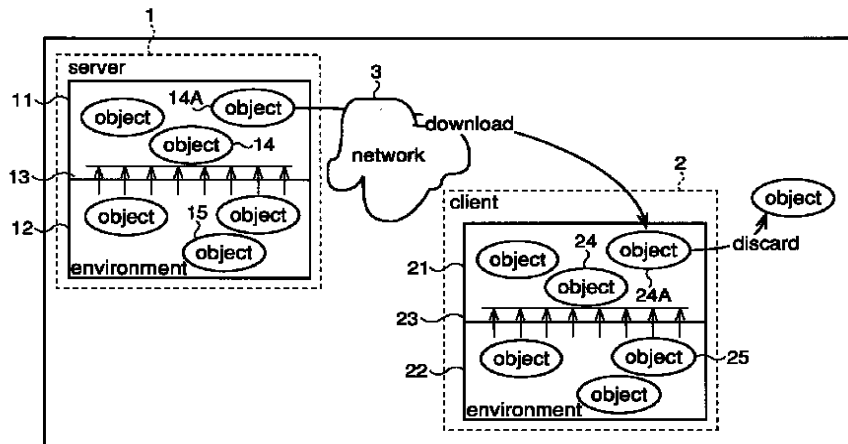 1
server
11
14A
object
object
object
14
13
12
object
15
object
object
environment
3
download
network
2
client
object
discard
21
object
24
object
object
24A
23
22
object
object
25
object
environment